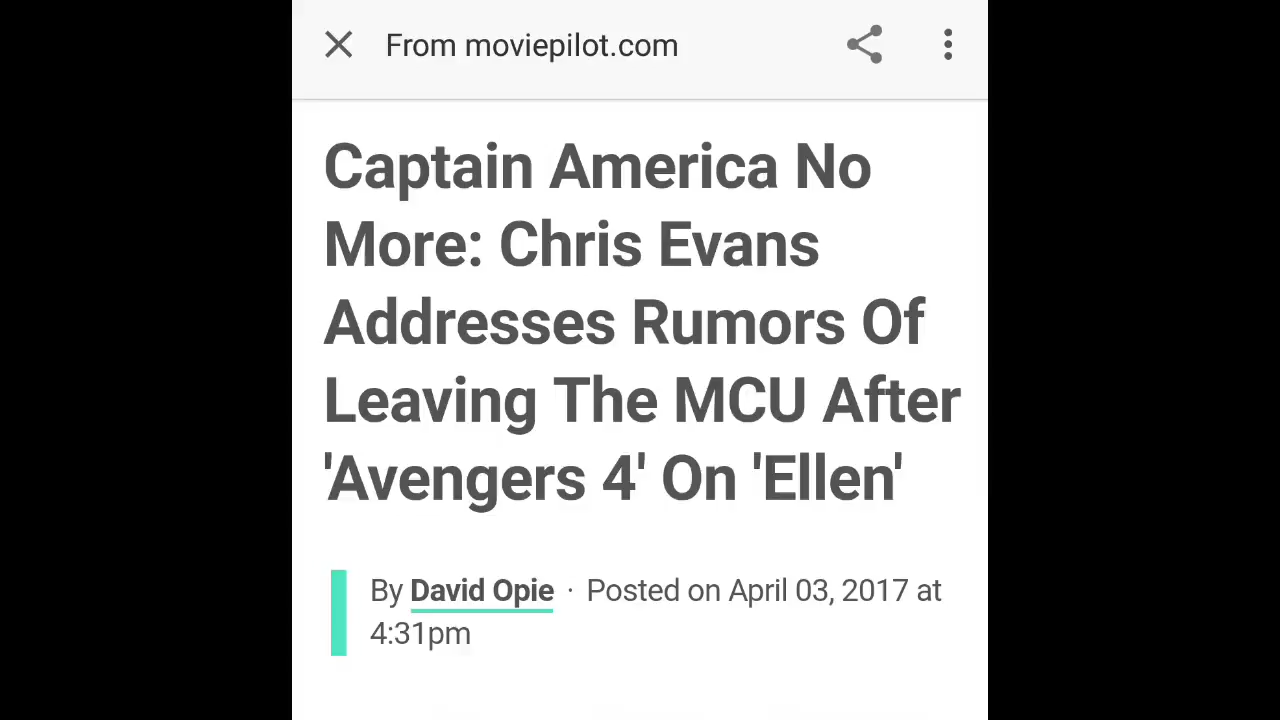 From moviepilot.com
Captain America No
More: Chris Evans
Addresses Rumors Of
Leaving The MCU After
'Avengers 4' On 'Ellen'
By David Opie · Posted on April 03, 2017 at
4:31pm